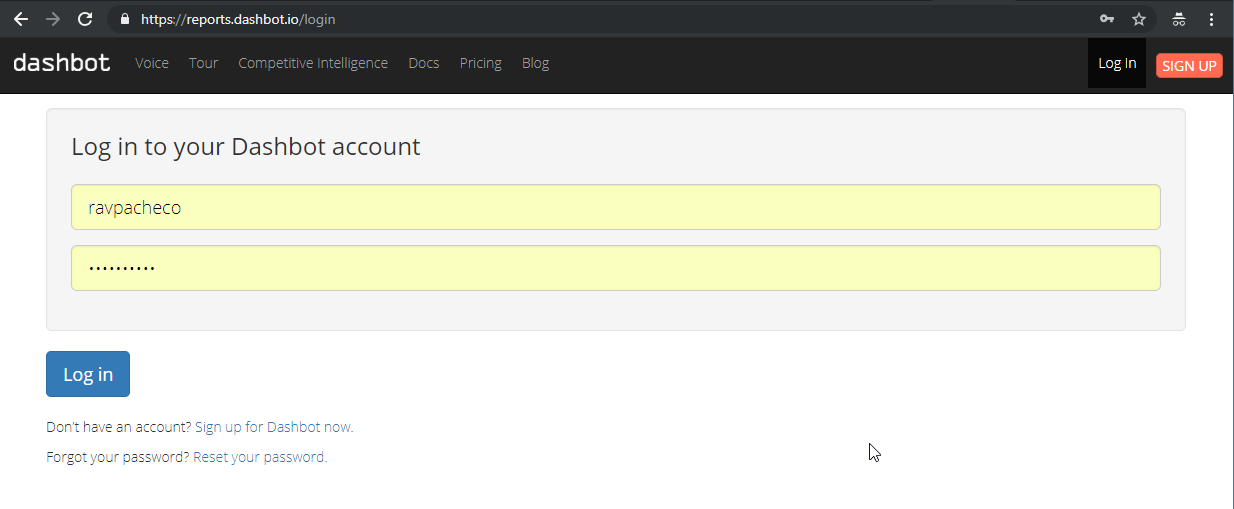 https://reports.dashbot.io/login
dashbot Voice Tour Competitive Intelligence Docs Pricing Blog Log In SIGN UP
Log in to your Dashbot account
ravpacheco
••••••••••
Log in
Don't have an account? Sign up for Dashbot now.
Forgot your password? Reset your password.